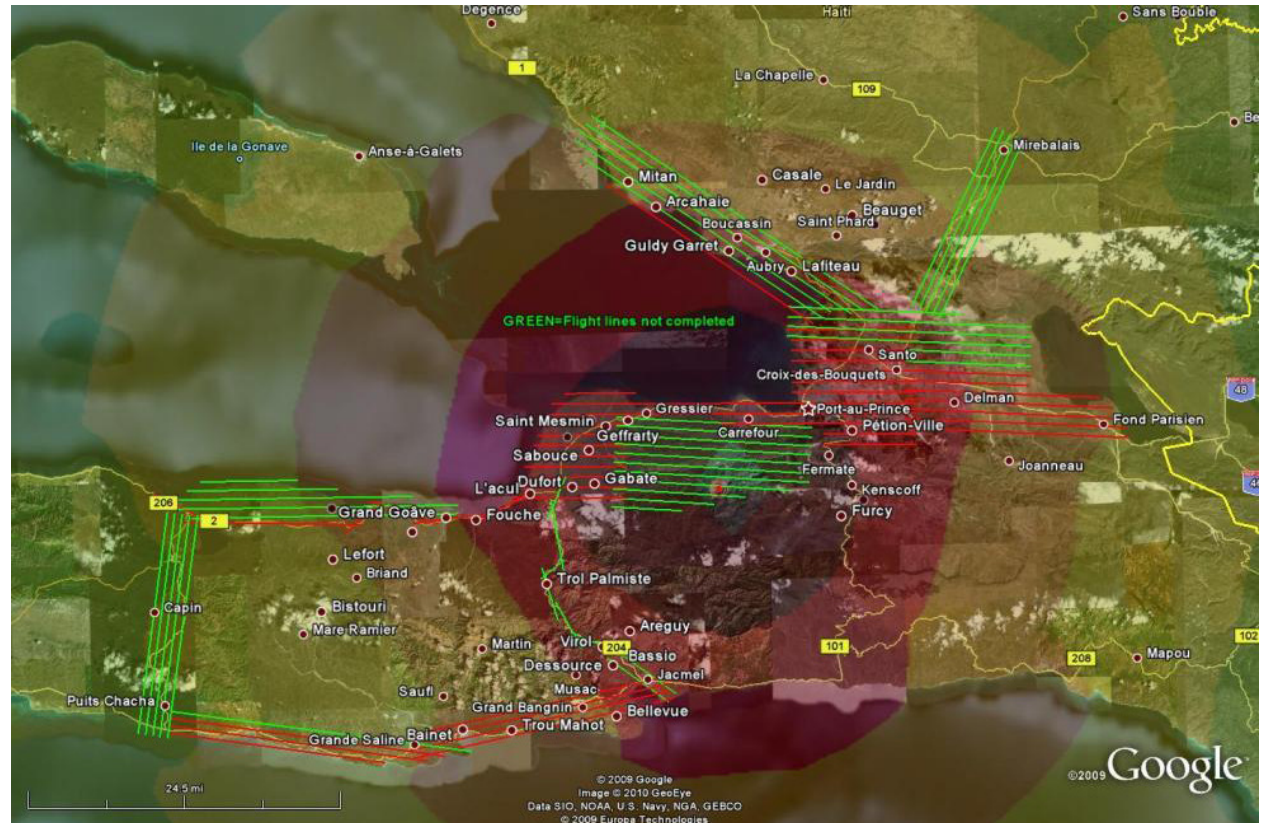 Degence
Haiti
Sans Bouble
1
La Chapelle
109
Ile de la Gonave
Anse-à-Galets
Mirebalais
Mitan
Casale
Le Jardin
Arcahaie
Beauget
Boucassin
Saint Phard
Guldy Garret
Aubry
Lafiteau
GREEN=Flight lines not completed
Santo
Croix-des-Bouquets
48
Delman
Gressier
Port-au-Prince
Saint Mesmin
Carrefour
Fond Parisien
Geffrarty
Pétion-Ville
Sabouce
Fermate
Joanneau
Dufort
Gabate
L'acul
Kenscoff
206
2
Grand Goâve
Fouche
Furcy
Lefort
Briand
Trol Palmiste
Capin
Bistouri
Mare Ramier
Areguy
Virol
204
101
102
Martin
Bassio
208
Mapou
Dessource
Jacmel
Puits Chacha
Saufl
Musac
Grand Bangnin
Bellevue
Trou Mahot
Grande Saline
Bainet
24.5 mi
©2009 Google
© 2009 Google
Image © 2010 GeoEye
Data SIO, NOAA, U.S. Navy, NGA, GEBCO
© 2009 Europa Technologies